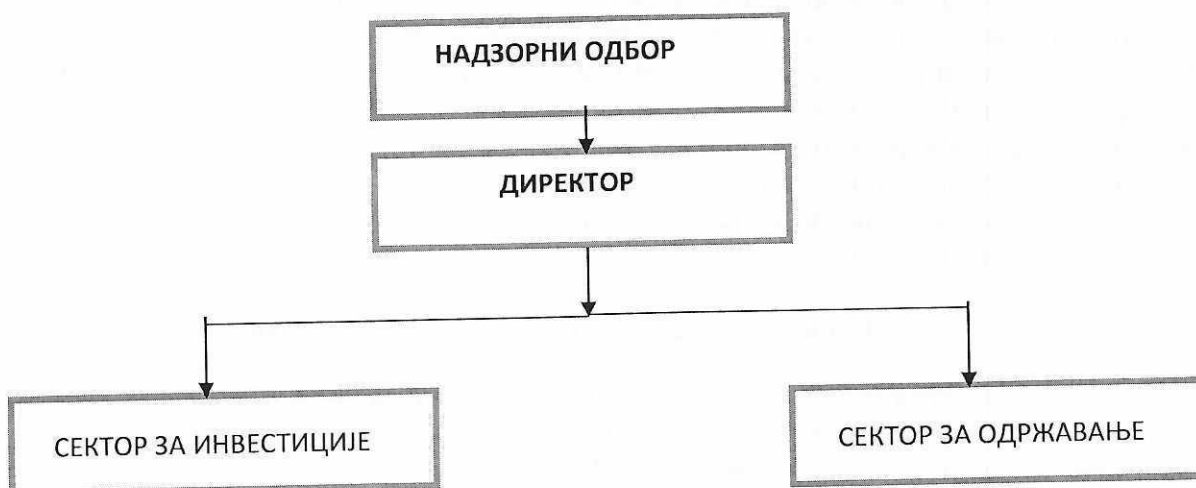 НАДЗОРНИ ОДБОР
ДИРЕКТОР
СЕКТОР ЗА ИНВЕСТИЦИЈЕ
СЕКТОР ЗА ОДРЖАВАЊЕ